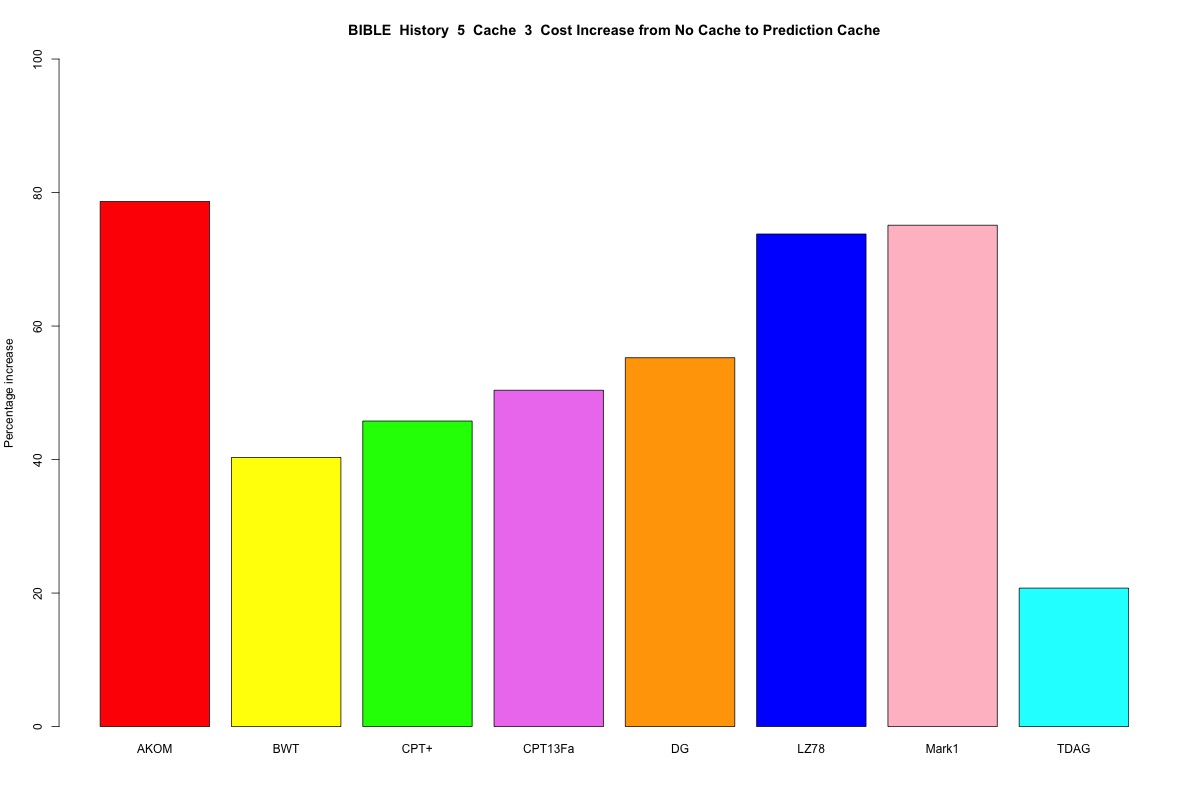 BIBLE  History  5  Cache  3  Cost Increase from No Cache to Prediction Cache
Percentage increase
100
80
60
40
20
0
AKOM BWT CPT+ CPT13Fa DG LZ78 Mark1 TDAG